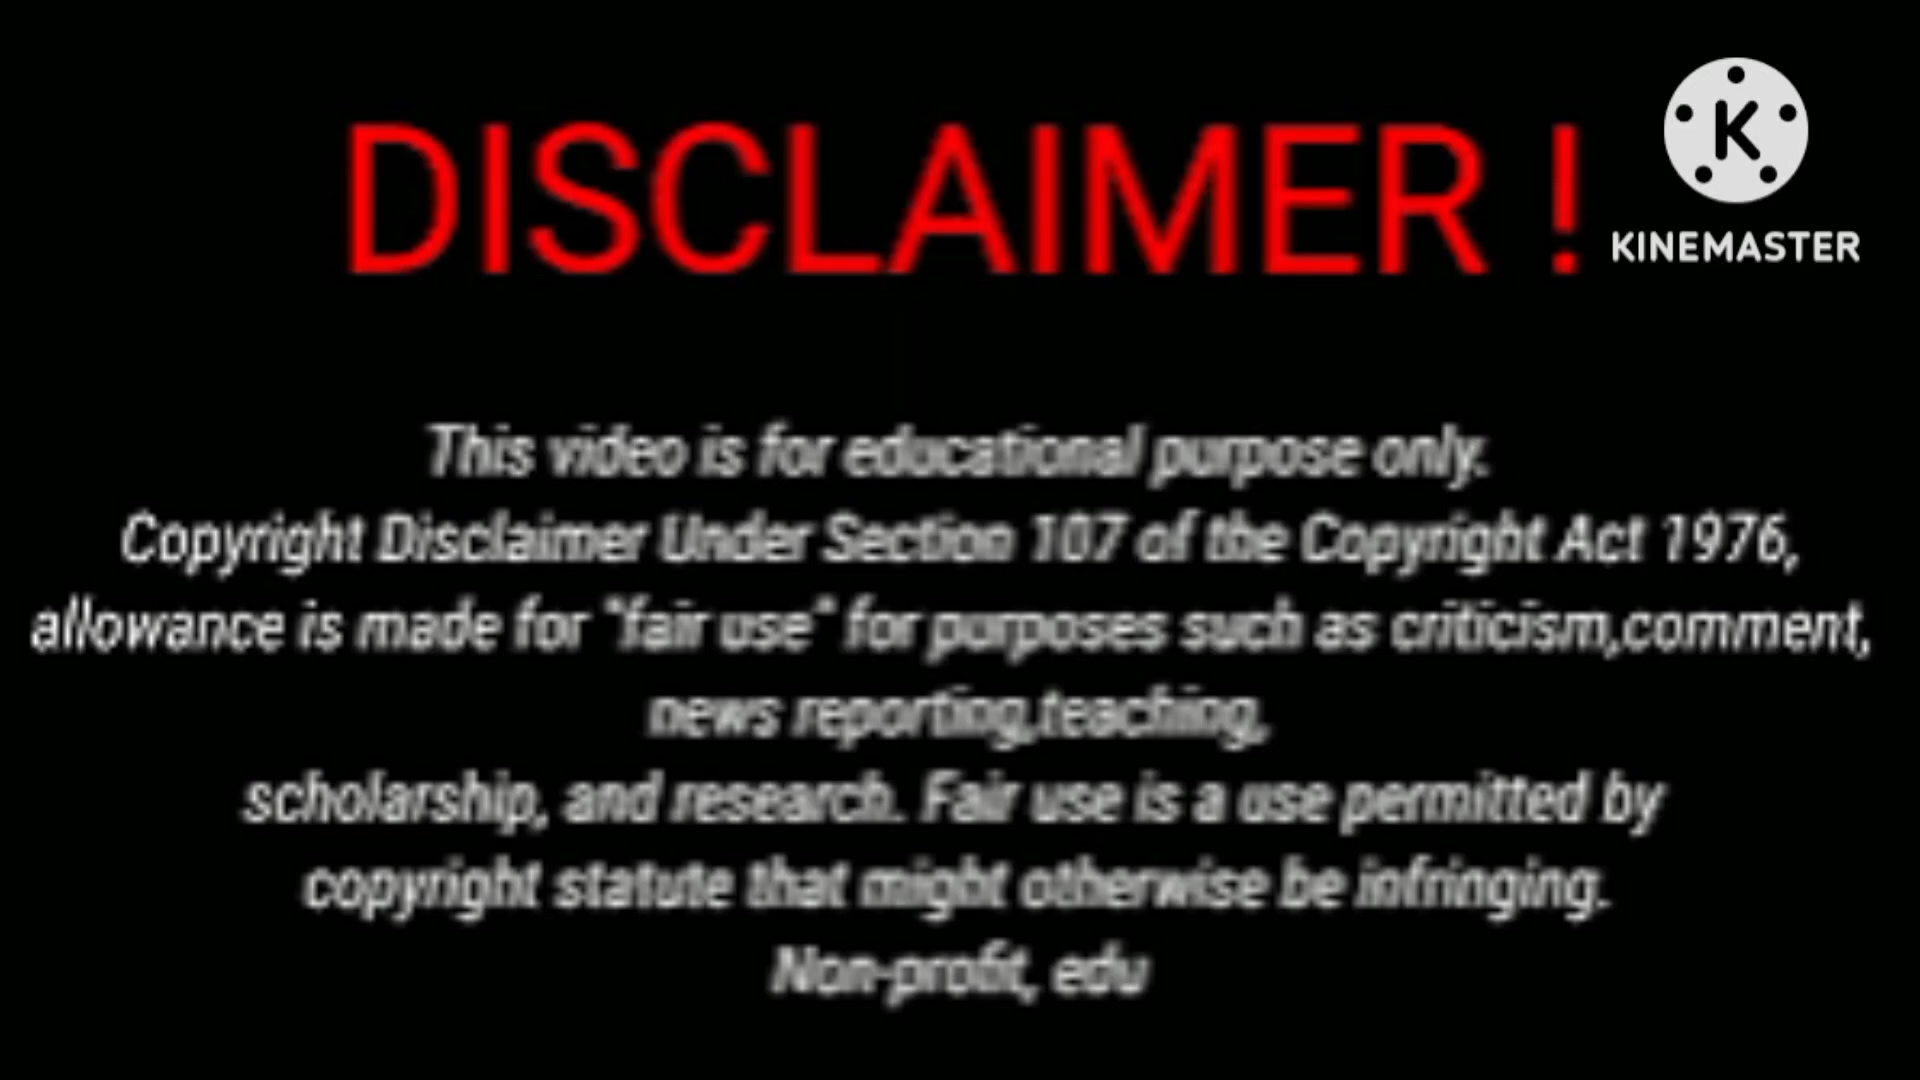 DISCLAIMER !
K
KINEMASTER
This video is for educational purpose only.
Copyright Disclaimer Under Section 107 of the Copyright Act 1976,
allowance is made for "fair use" for purposes such as criticism,comment,
news reporting,teaching,
scholarship, and research. Fair use is a use permitted by
copyright statute that might otherwise be infringing.
Non-profit, edu